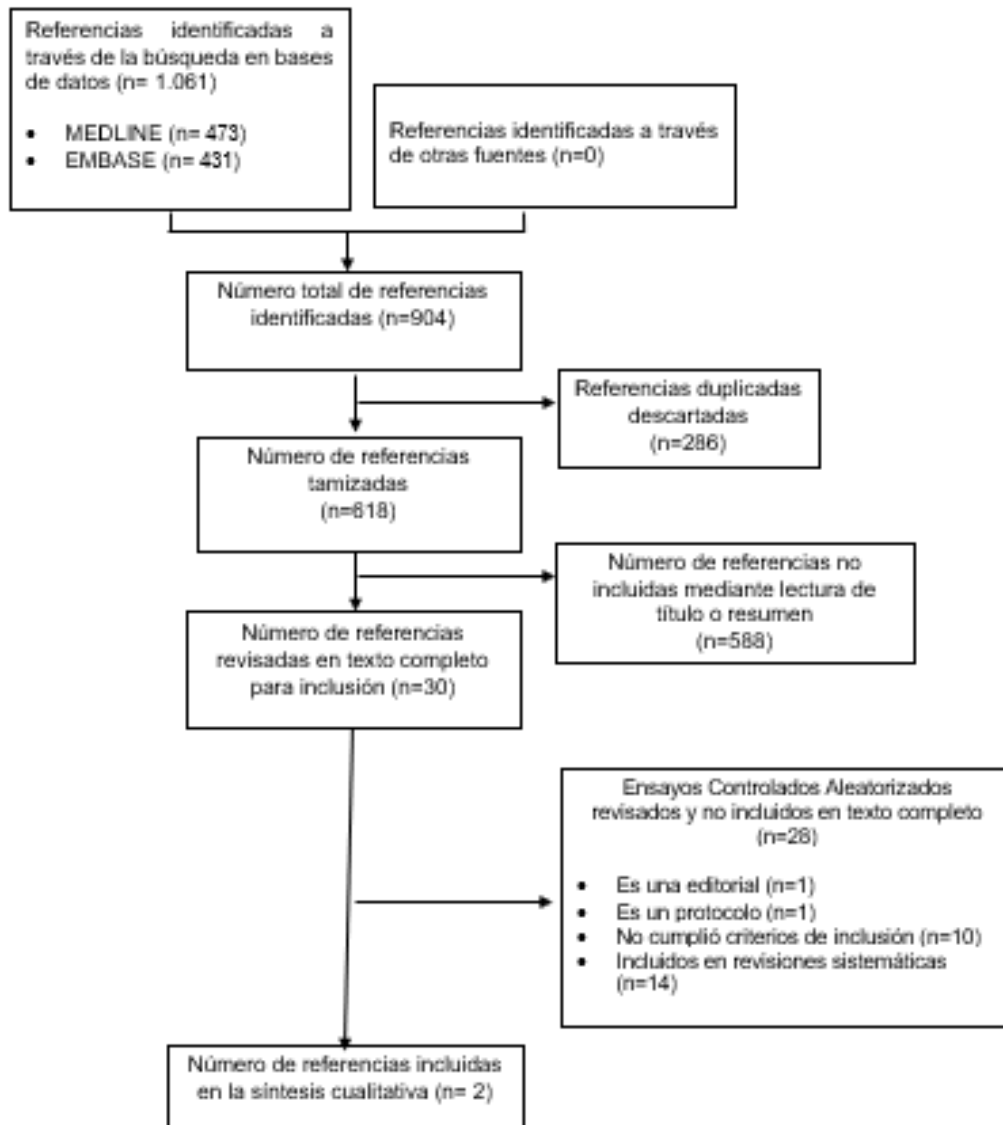 Referencias identificadas a
través de la búsqueda en bases
de datos (n= 1.061)
• MEDLINE (n= 473)
• EMBASE (n= 431)
Referencias identificadas a través
de otras fuentes (n=0)
Número total de referencias
identificadas (n=904)
Referencias duplicadas
descartadas
(n=286)
Número de referencias
tamizadas
(n=618)
Número de referencias no
incluidas mediante lectura de
título o resumen
(n=588)
Número de referencias
revisadas en texto completo
para inclusión (n=30)
Ensayos Controlados Aleatorizados
revisados y no incluidos en texto completo
(n=28)
• Es una editorial (n=1)
• Es un protocolo (n=1)
• No cumplió criterios de inclusión (n=10)
• Incluidos en revisiones sistemáticas
(n=14)
Número de referencias incluidas
en la síntesis cualitativa (n= 2)